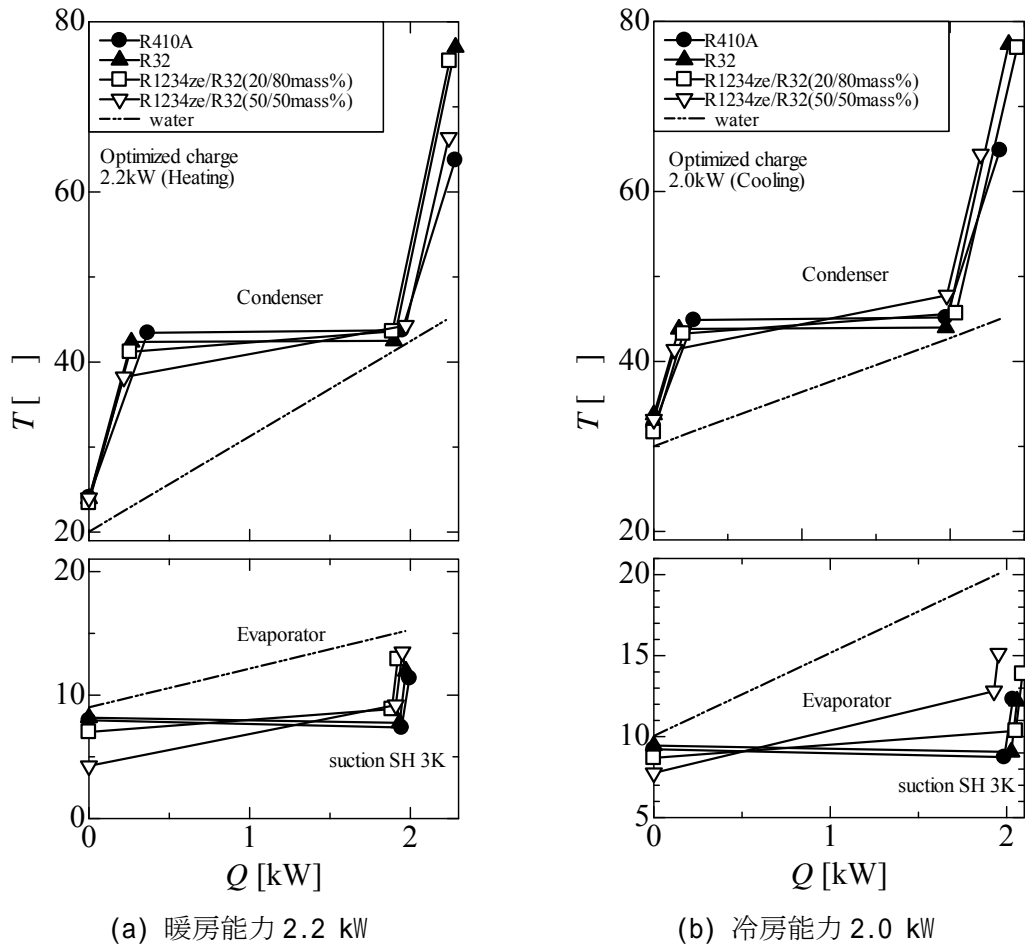 80
R410A
R32
R1234ze/R32(20/80mass%)
R1234ze/R32(50/50mass%)
water
Optimized charge
2.2kW (Heating)
60
Condenser
40
T [ ]
20
20
Evaporator
10
suction SH 3K
0
0
1
2
Q [kW]
(a) 暖房能力 2.2 kW
80
R410A
R32
R1234ze/R32(20/80mass%)
R1234ze/R32(50/50mass%)
water
Optimized charge
2.0kW (Cooling)
60
Condenser
40
T [ ]
20
20
15
Evaporator
10
suction SH 3K
5
0
1
2
Q [kW]
(b) 冷房能力 2.0 kW